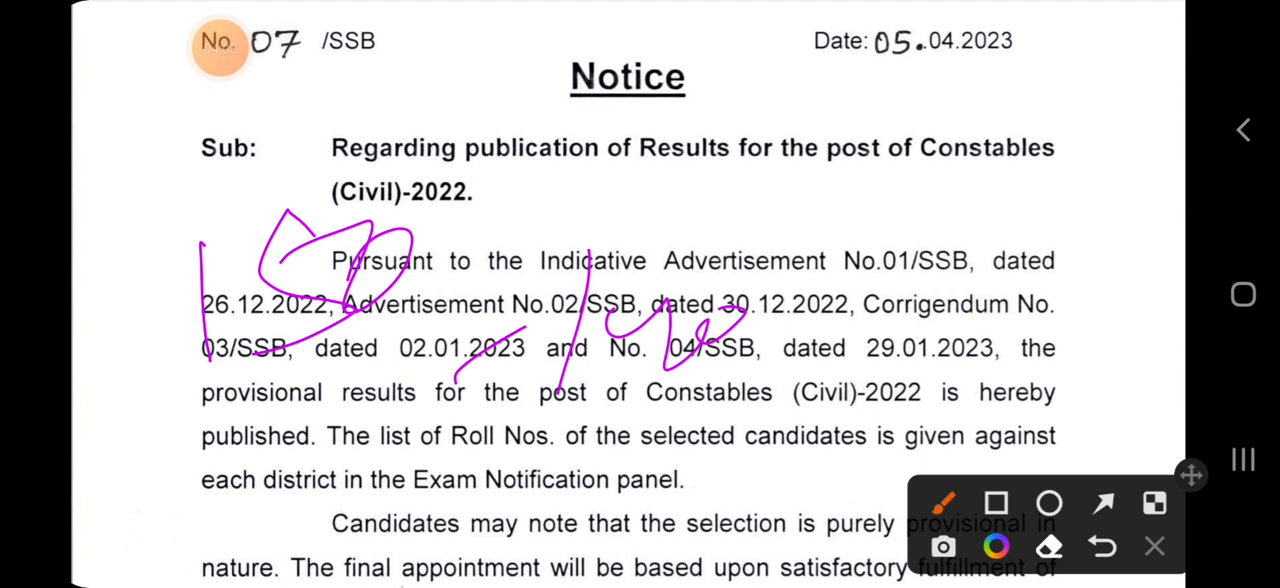 No. 07 /SSB Date: 05.04.2023
Notice
Sub: Regarding publication of Results for the post of Constables
(Civil)-2022.
Pursuant to the Indicative Advertisement No.01/SSB, dated
26.12.2022, Advertisement No.02/SSB, dated 30.12.2022, Corrigendum No.
03/SSB, dated 02.01.2023 and No. 04/SSB, dated 29.01.2023, the
provisional results for the post of Constables (Civil)-2022 is hereby
published. The list of Roll Nos. of the selected candidates is given against
each district in the Exam Notification panel.
Candidates may note that the selection is purely provisional in
nature. The final appointment will be based upon satisfactory fulfillment of